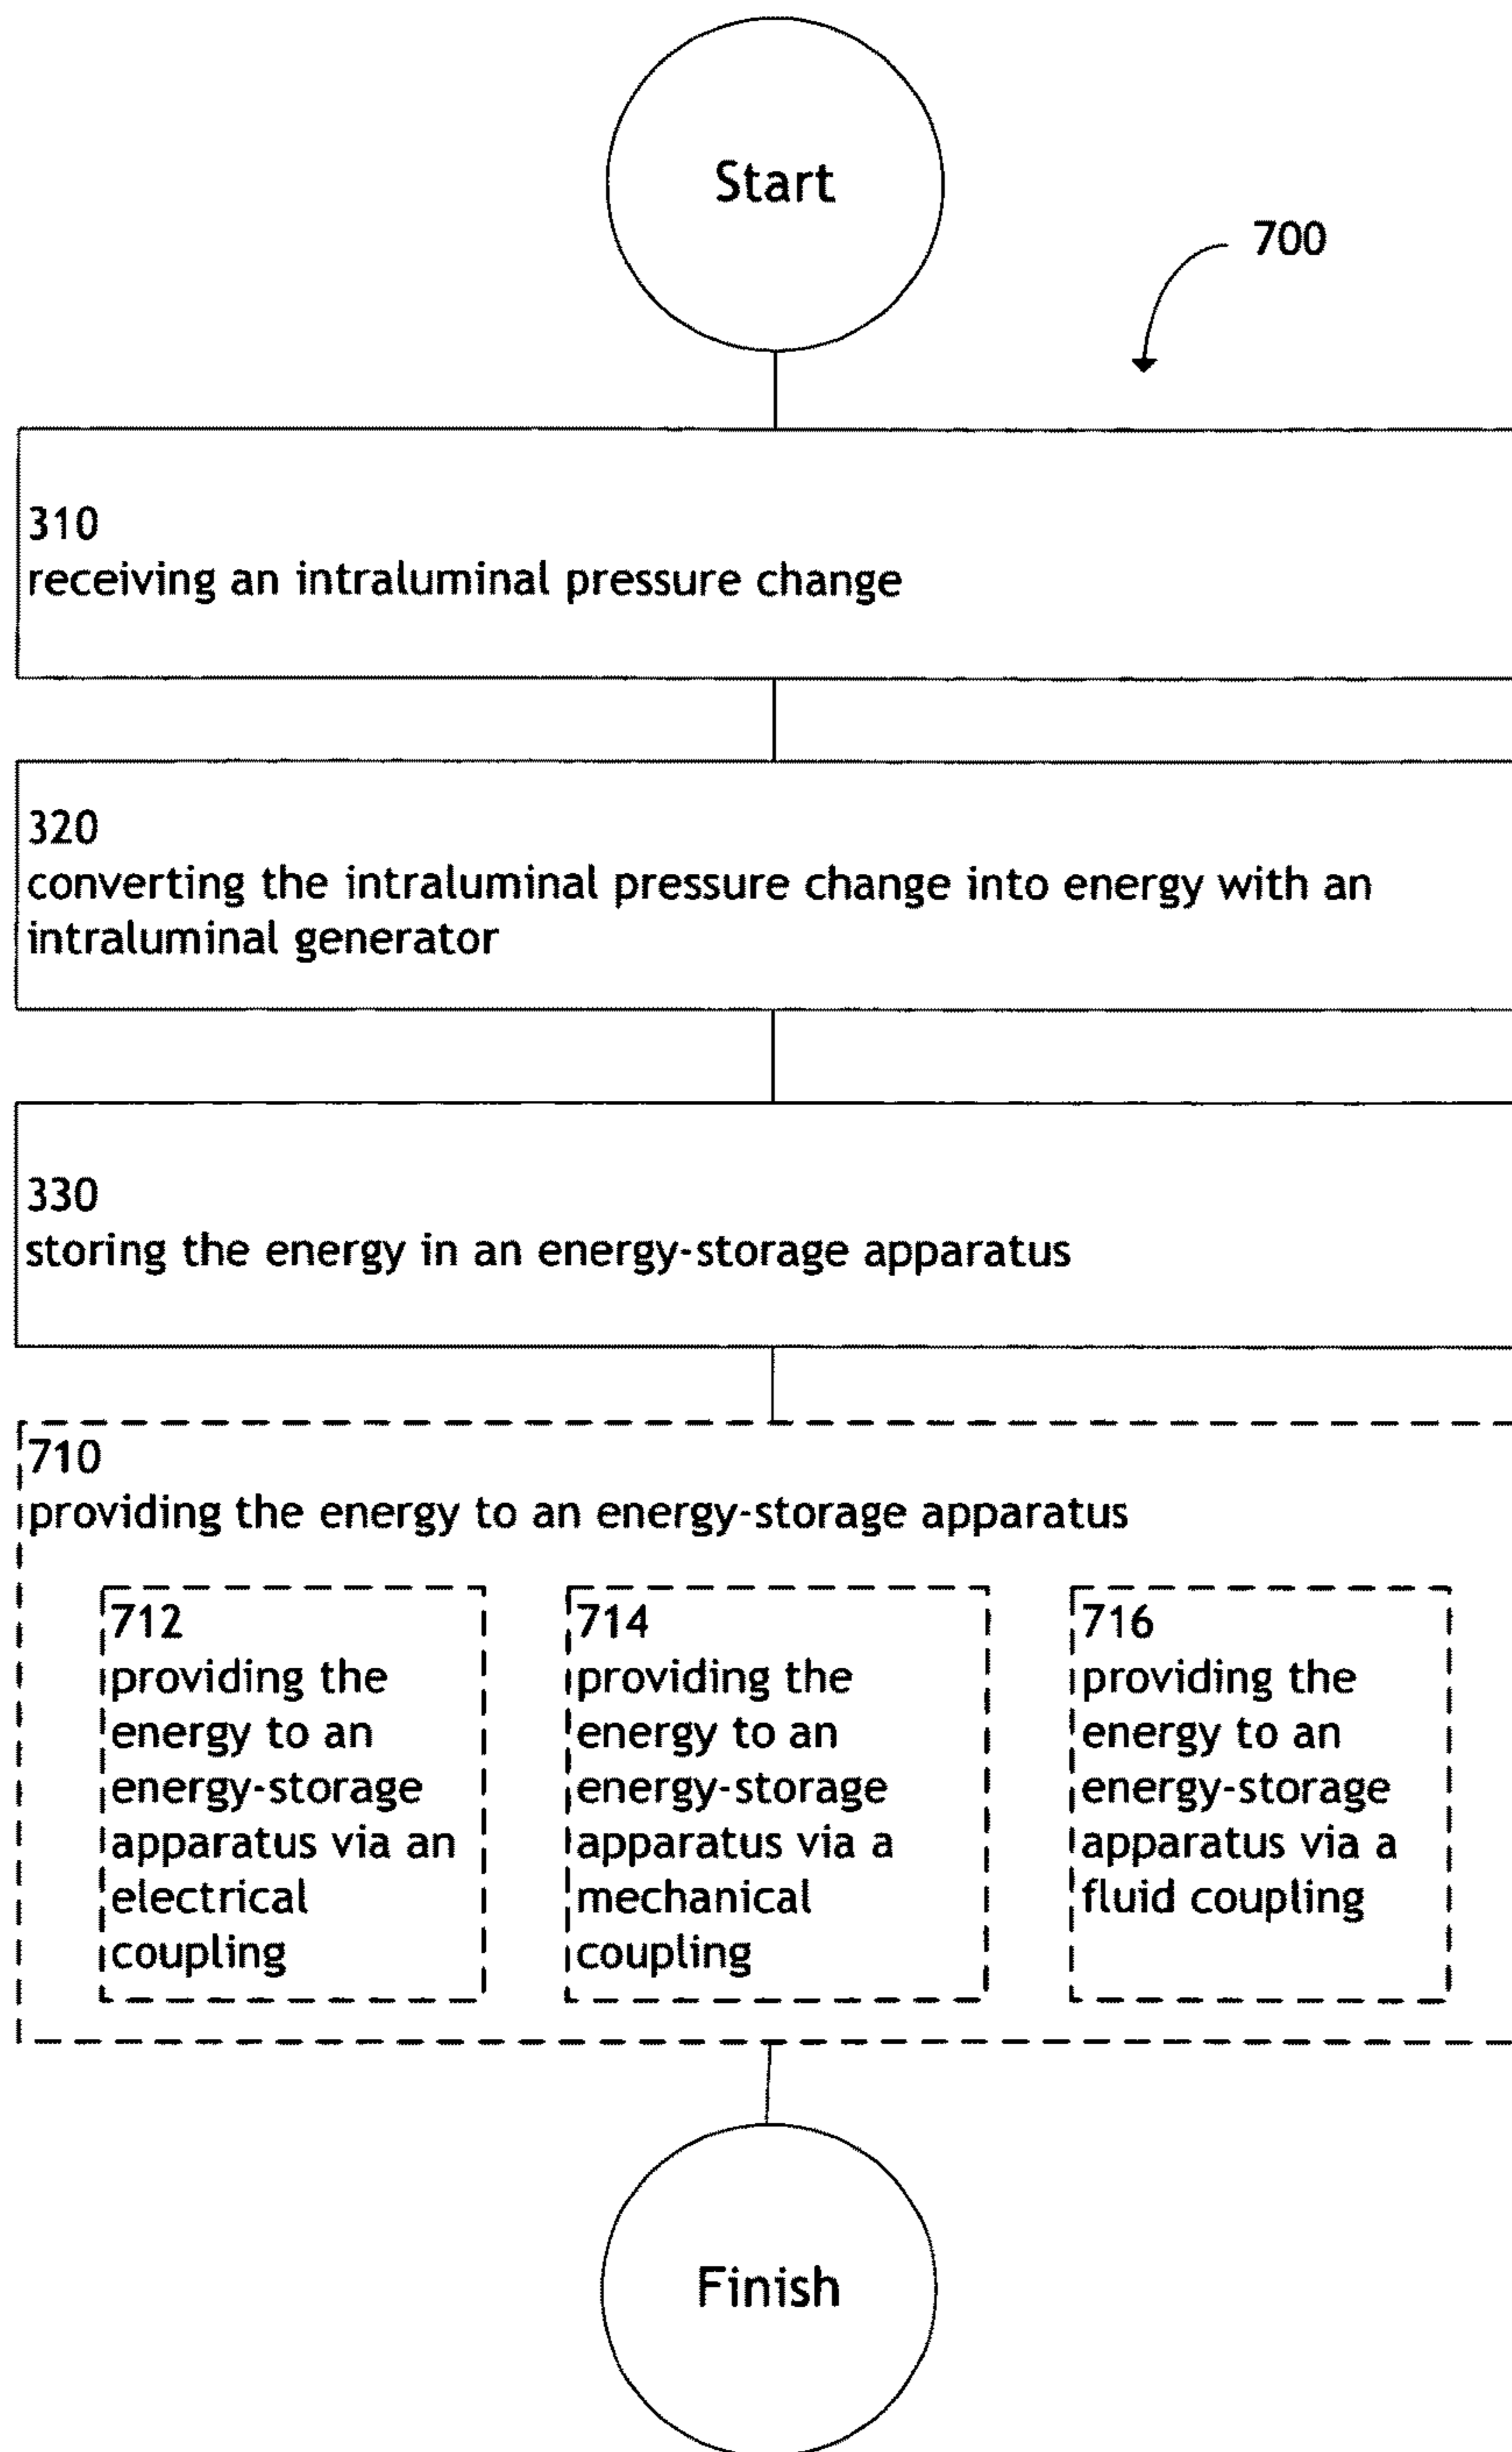 Start
700
310
receiving an intraluminal pressure change
320
converting the intraluminal pressure change into energy with an
intraluminal generator
330
storing the energy in an energy-storage apparatus
710
providing the energy to an energy-storage apparatus
712
providing the
energy to an
energy-storage
apparatus via an
electrical
coupling
714
providing the
energy to an
energy-storage
apparatus via a
mechanical
coupling
716
providing the
energy to an
energy-storage
apparatus via a
fluid coupling
Finish